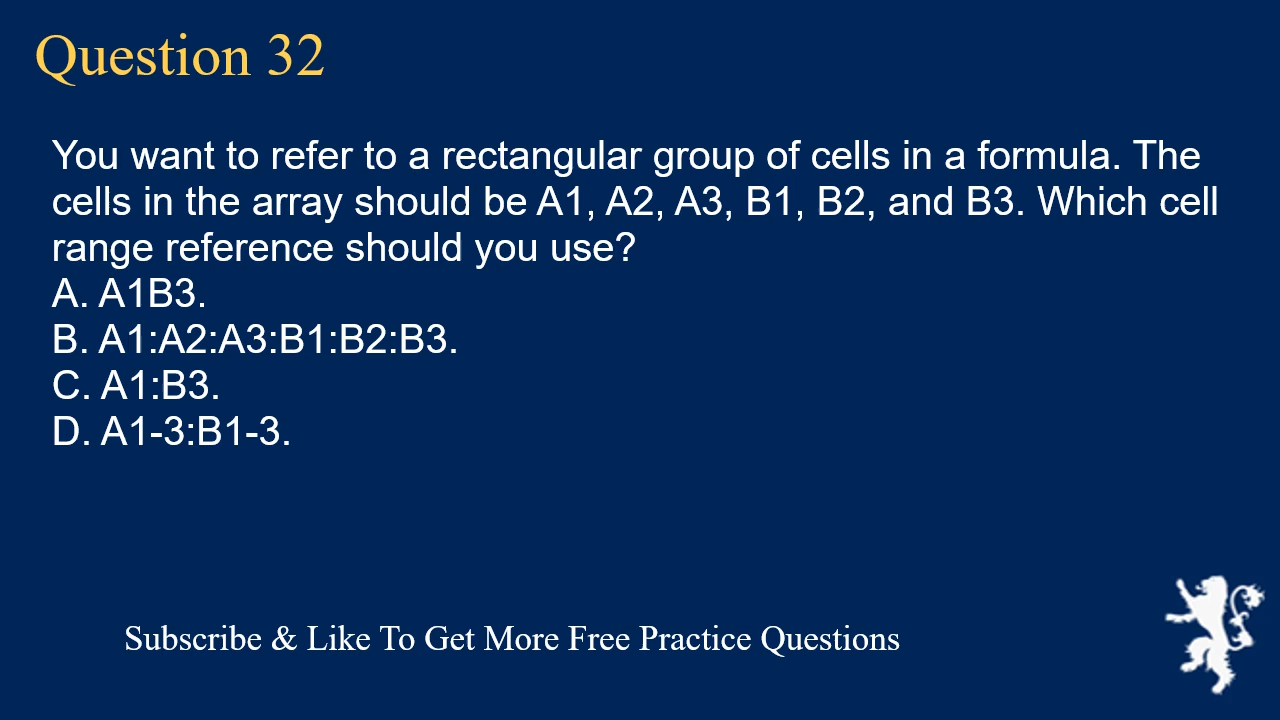 Question 32
You want to refer to a rectangular group of cells in a formula. The
cells in the array should be A1, A2, A3, B1, B2, and B3. Which cell
range reference should you use?
A. A1B3.
B. A1:A2:A3:B1:B2:B3.
C. A1:B3.
D. A1-3:B1-3.
Subscribe & Like To Get More Free Practice Questions